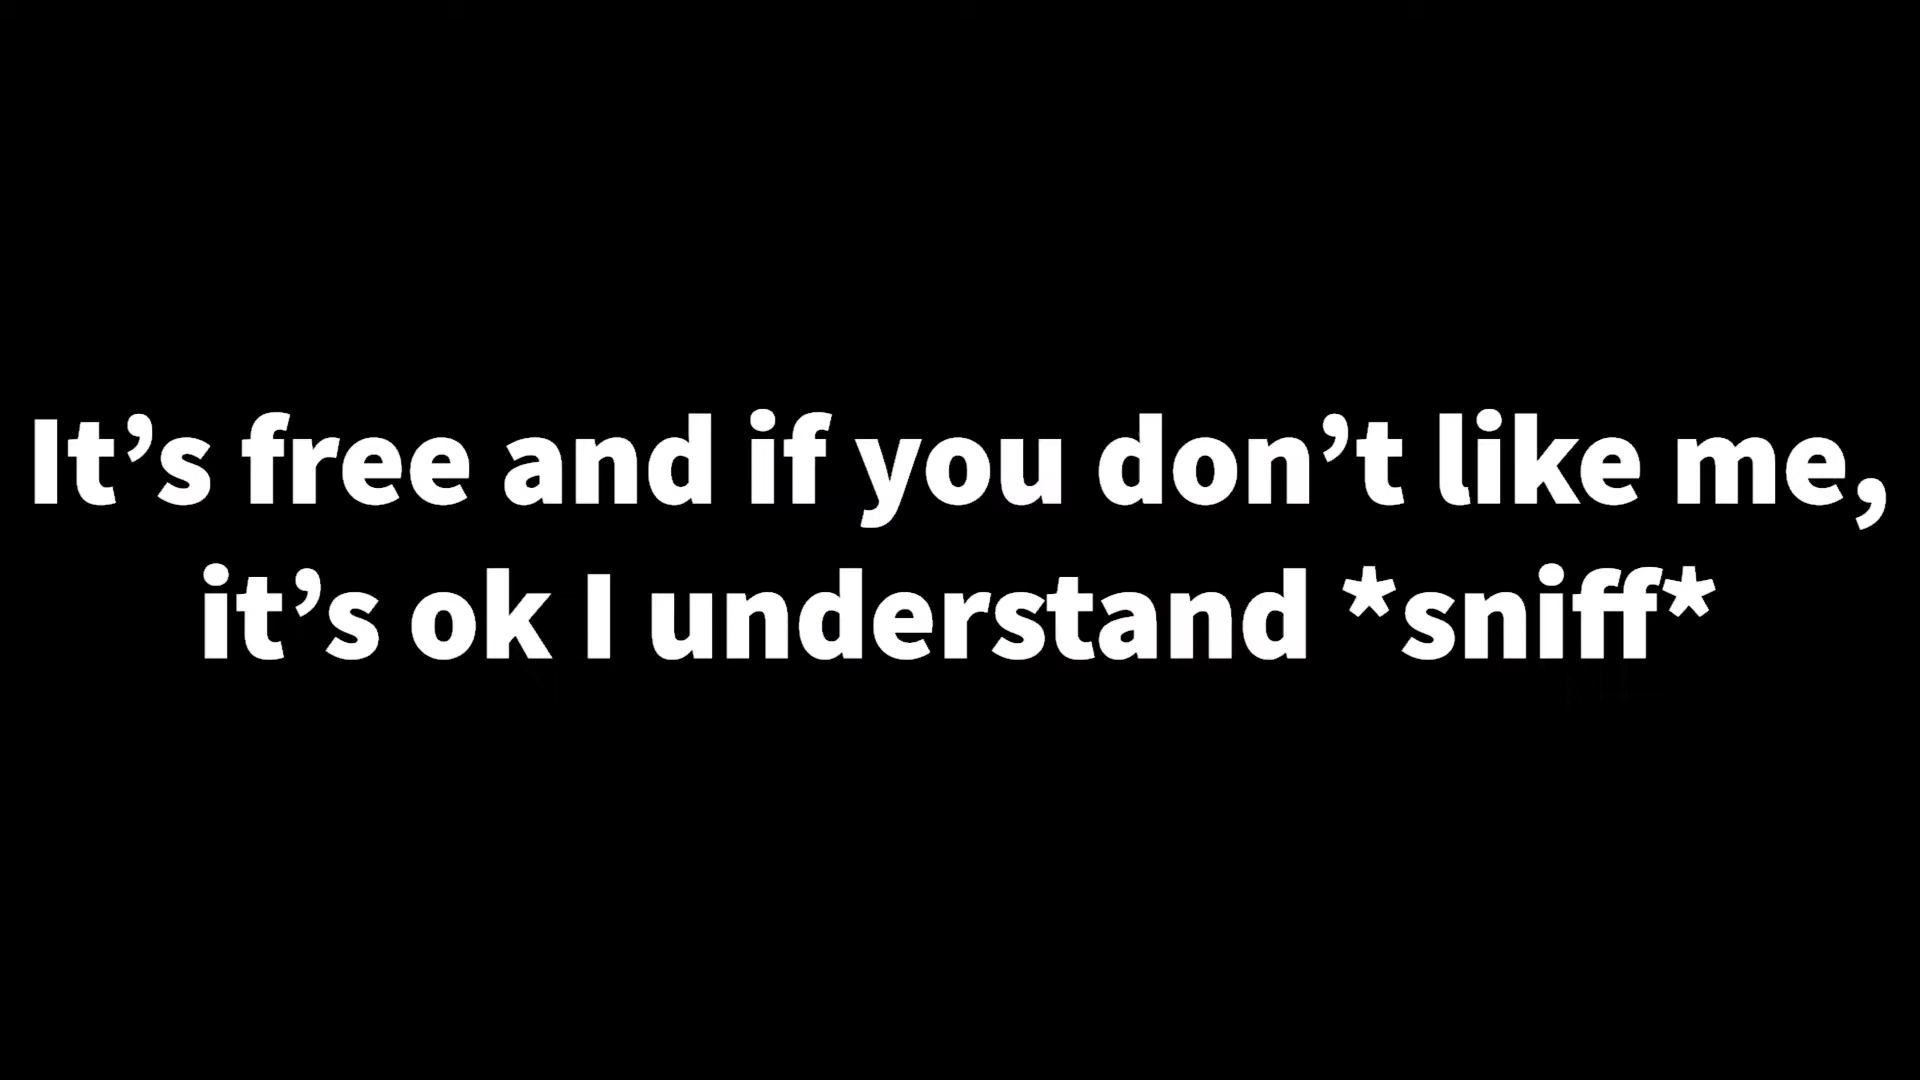 It’s free and if you don’t like me,
it’s ok I understand *sniff*